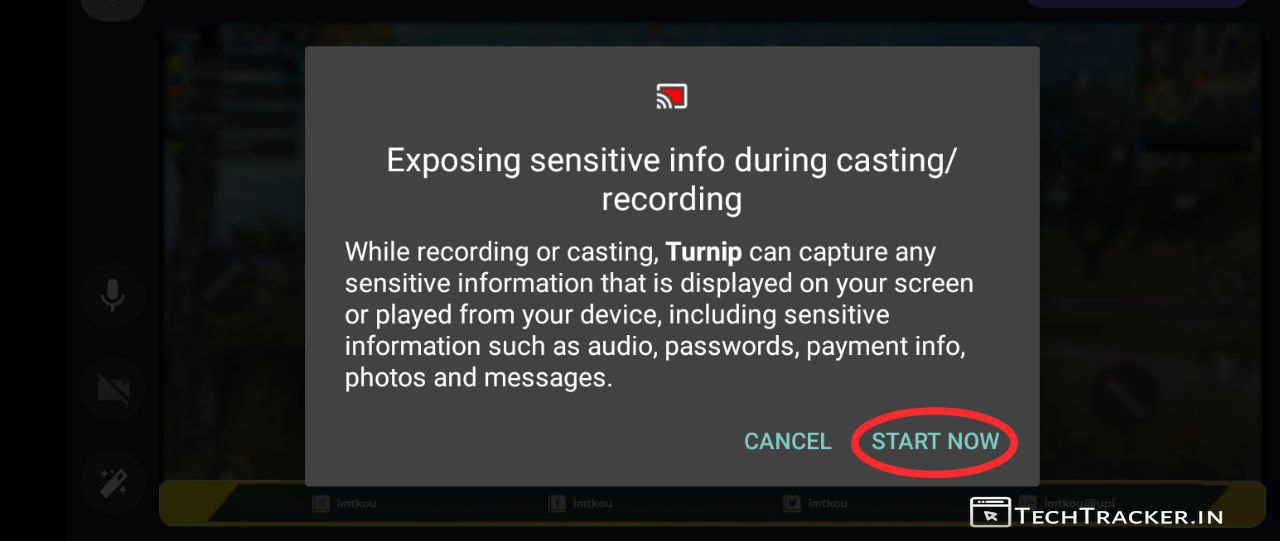 Exposing sensitive info during casting/
recording
While recording or casting, Turnip can capture any
sensitive information that is displayed on your screen
or played from your device, including sensitive
information such as audio, passwords, payment info,
photos and messages.
CANCEL START NOW
imtkou imtkou imtkou imtkou@upi
TECHTRACKER.IN